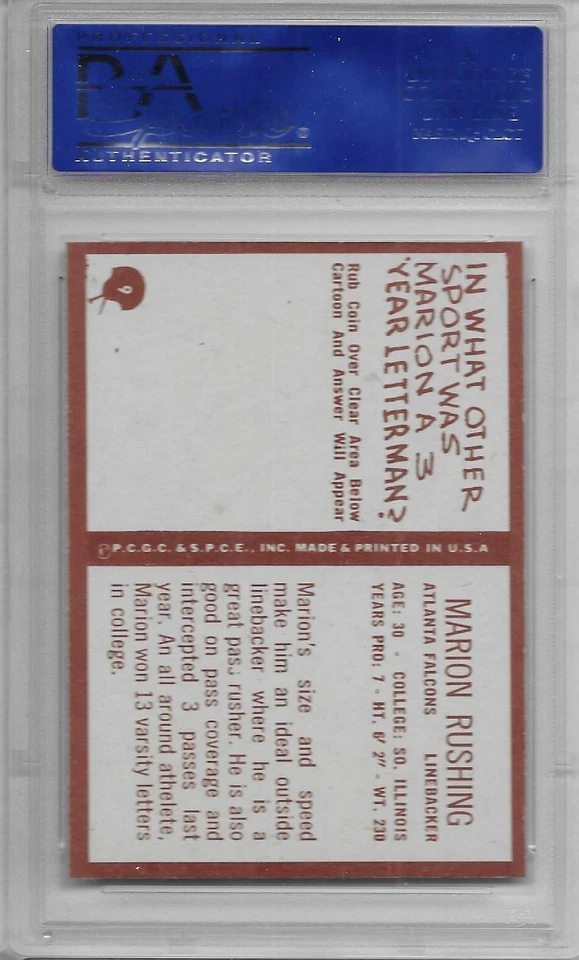 PROFESSIONAL
PSA
AUTHENTICATOR
IN WHAT OTHER
SPORT WAS
MARION A 3
YEAR LETTERMAN?
Rub Coin Over Clear Area Below
Cartoon And Answer Will Appear
9
©P.C.G.C. & S.P.C.E., INC. MADE & PRINTED IN U.S.A
MARION RUSHING
ATLANTA FALCONS LINEBACKER
AGE: 30 - COLLEGE: SO. ILLINOIS
YEARS PRO: 7 - HT. 6' 2" - WT. 230
Marion's size and speed
make him an ideal outside
linebacker where he is a
great pass rusher. He is also
good on pass coverage and
intercepted 3 passes last
year. An all around athelete,
Marion won 13 varsity letters
in college.